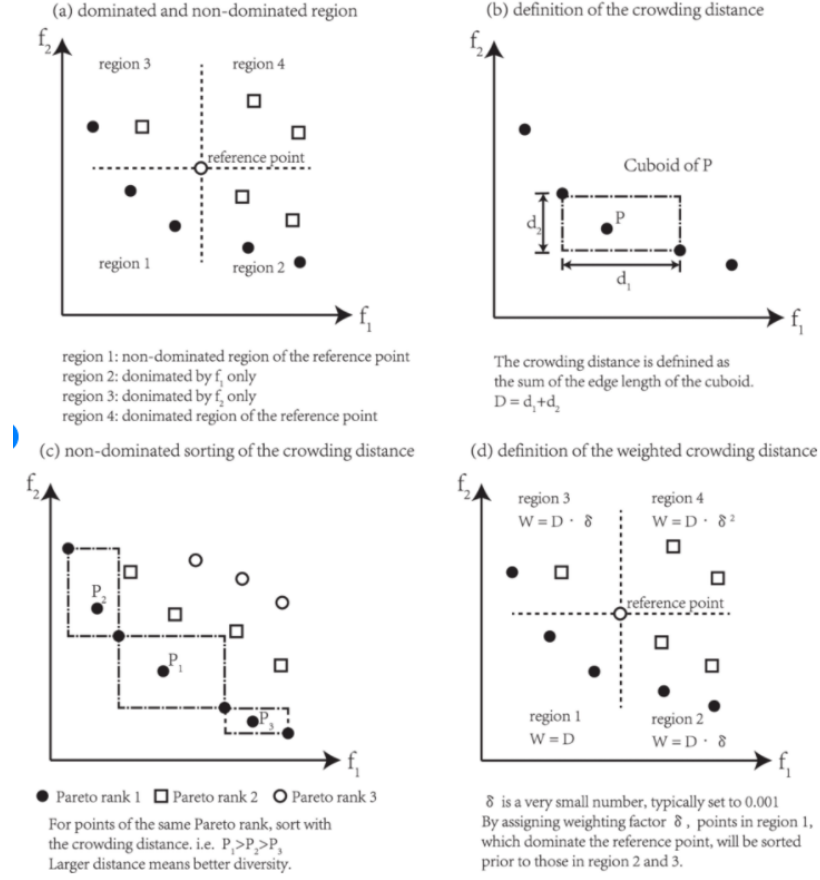 (a) dominated and non-dominated region
f₂
region 3
region 4
reference point
region 1
region 2
f₁
region 1: non-dominated region of the reference point
region 2: donimated by f₁ only
region 3: donimated by f₂ only
region 4: donimated region of the reference point
(b) definition of the crowding distance
f₂
Cuboid of P
P
d₂
d₁
f₁
The crowding distance is defnined as
the sum of the edge length of the cuboid.
D = d₁+d₂
(c) non-dominated sorting of the crowding distance
f₂
P₂
P₁
P₃
f₁
Pareto rank 1 Pareto rank 2 Pareto rank 3
For points of the same Pareto rank, sort with
the crowding distance. i.e. P₁>P₂>P₃
Larger distance means better diversity.
(d) definition of the weighted crowding distance
f₂
region 3
W = D · δ
region 4
W = D · δ²
reference point
region 1
W = D
region 2
W = D · δ
f₁
δ is a very small number, typically set to 0.001
By assigning weighting factor δ, points in region 1,
which dominate the reference point, will be sorted
prior to those in region 2 and 3.